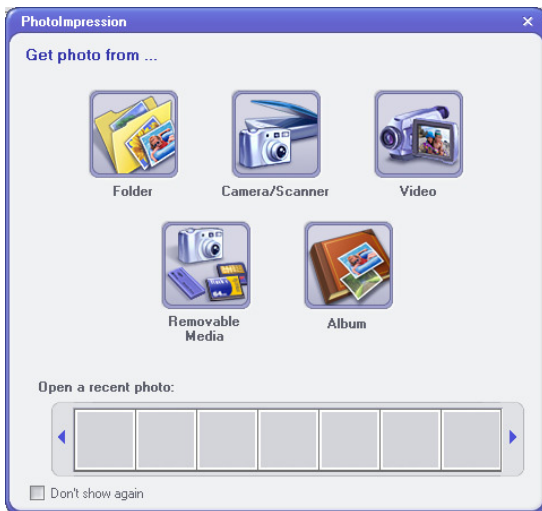 PhotoImpression
Get photo from ...
Folder
Camera/Scanner
Video
Removable
Media
Album
Open a recent photo:
Don't show again